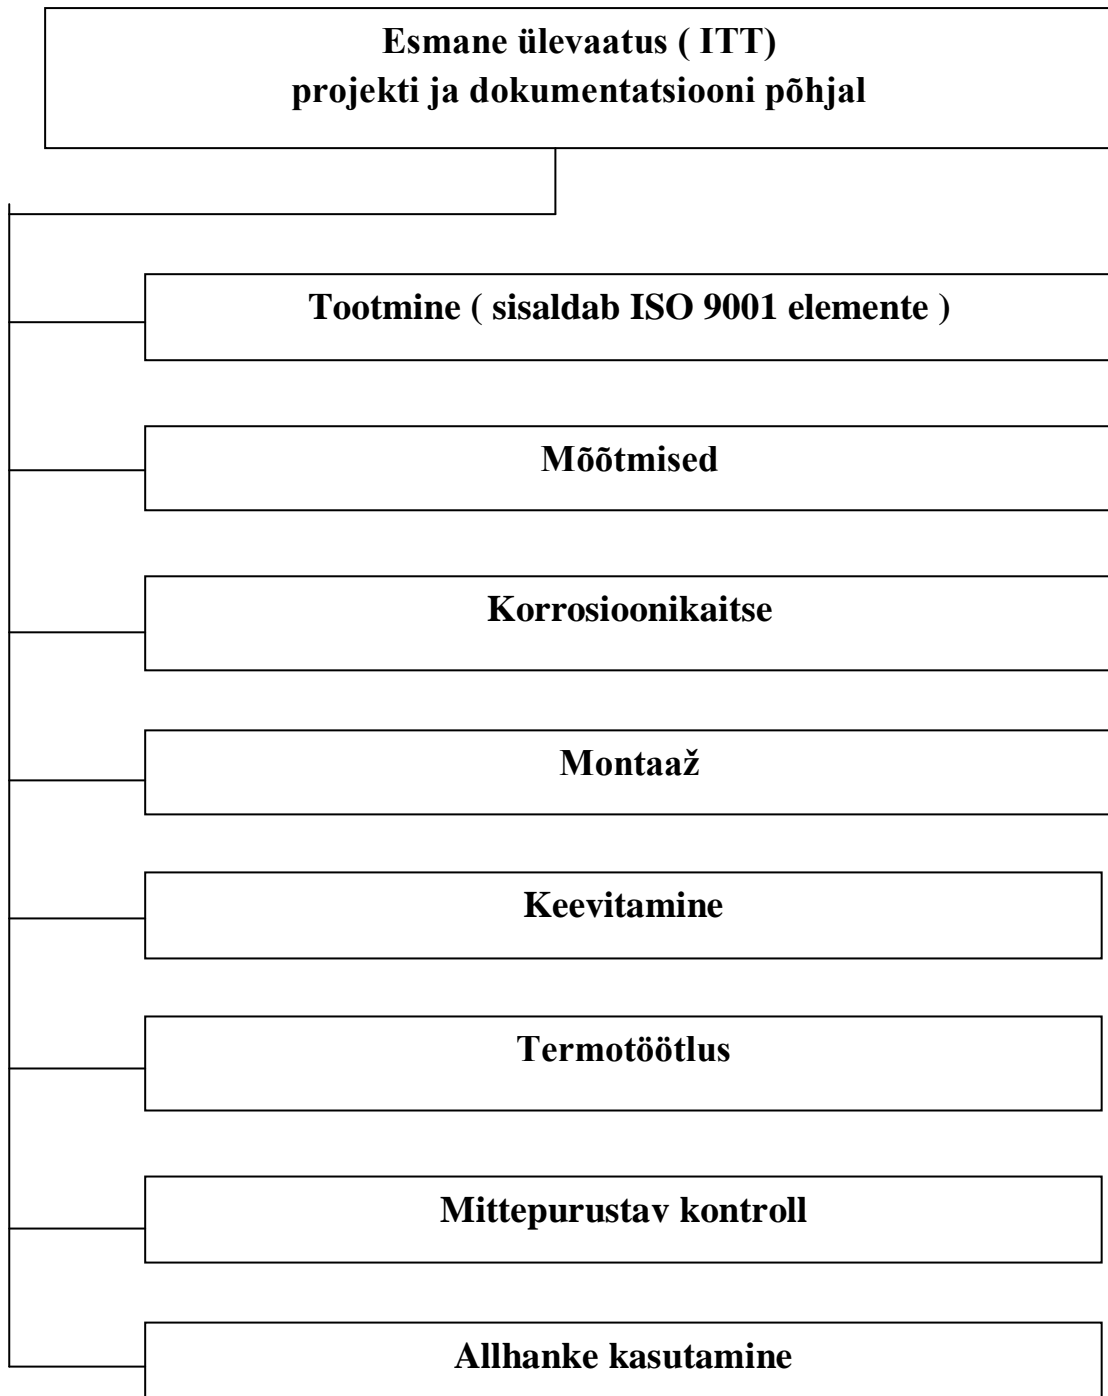 Esmane ülevaatus ( ITT)
projekti ja dokumentatsiooni põhjal
Tootmine ( sisaldab ISO 9001 elemente )
Mõõtmised
Korrosioonikaitse
Montaaž
Keevitamine
Termotöötlus
Mittepurustav kontroll
Allhanke kasutamine